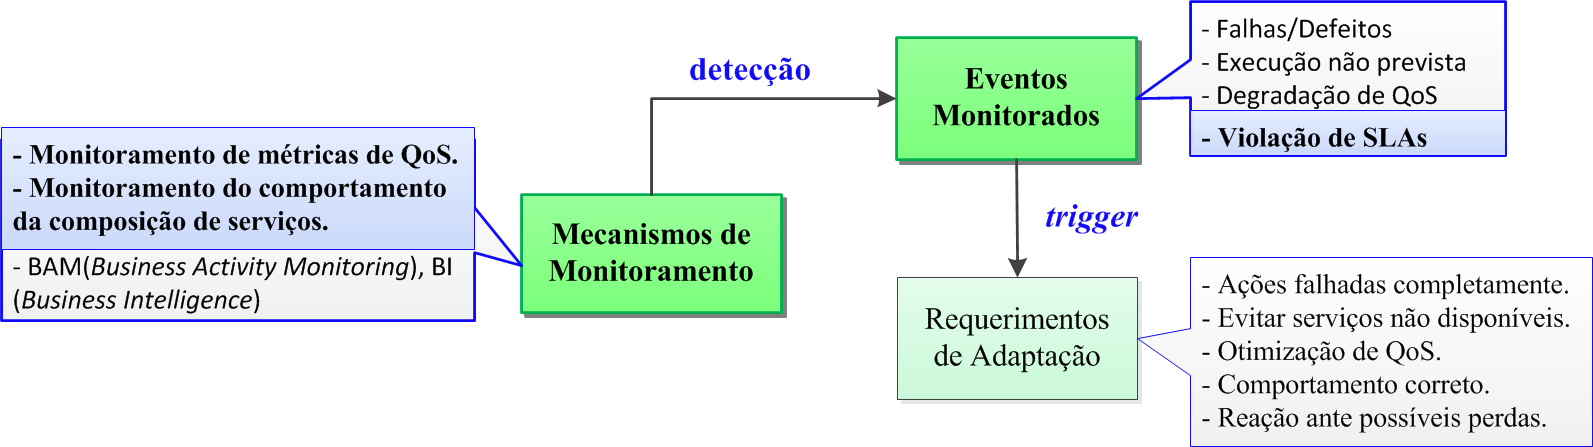 - Monitoramento de métricas de QoS.
- Monitoramento do comportamento
da composição de serviços.
- BAM(Business Activity Monitoring), BI
(Business Intelligence)
Mecanismos de
Monitoramento
detecção
Eventos
Monitorados
- Falhas/Defeitos
- Execução não prevista
- Degradação de QoS
- Violação de SLAs
trigger
Requerimentos
de Adaptação
- Ações falhadas completamente.
- Evitar serviços não disponíveis.
- Otimização de QoS.
- Comportamento correto.
- Reação ante possíveis perdas.